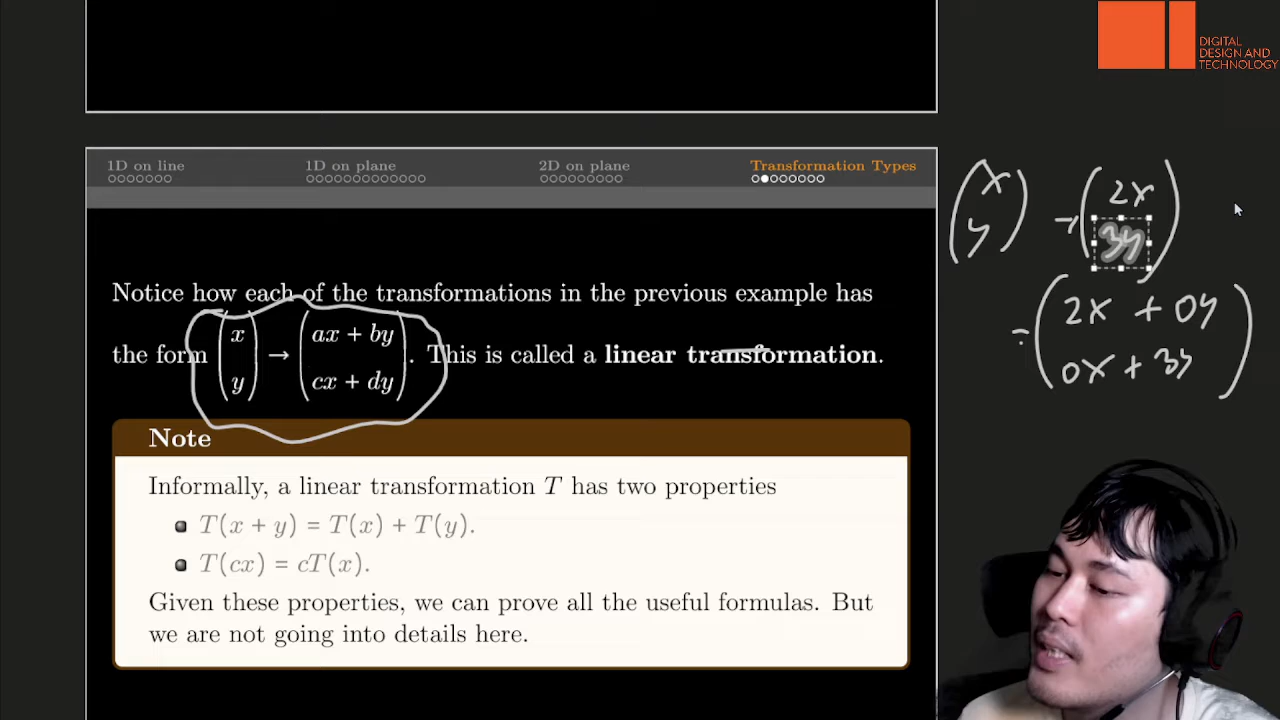 DIGITAL
DESIGN AND
TECHNOLOGY
1D on line 1D on plane 2D on plane Transformation Types
Notice how each of the transformations in the previous example has
the form (x y) → (ax + by cx + dy). This is called a linear transformation.
Note
Informally, a linear transformation T has two properties
T(x + y) = T(x) + T(y).
T(cx) = cT(x).
Given these properties, we can prove all the useful formulas. But
we are not going into details here.
(x y) → (2x 3y)
= (2x + 0y
0x + 3y)